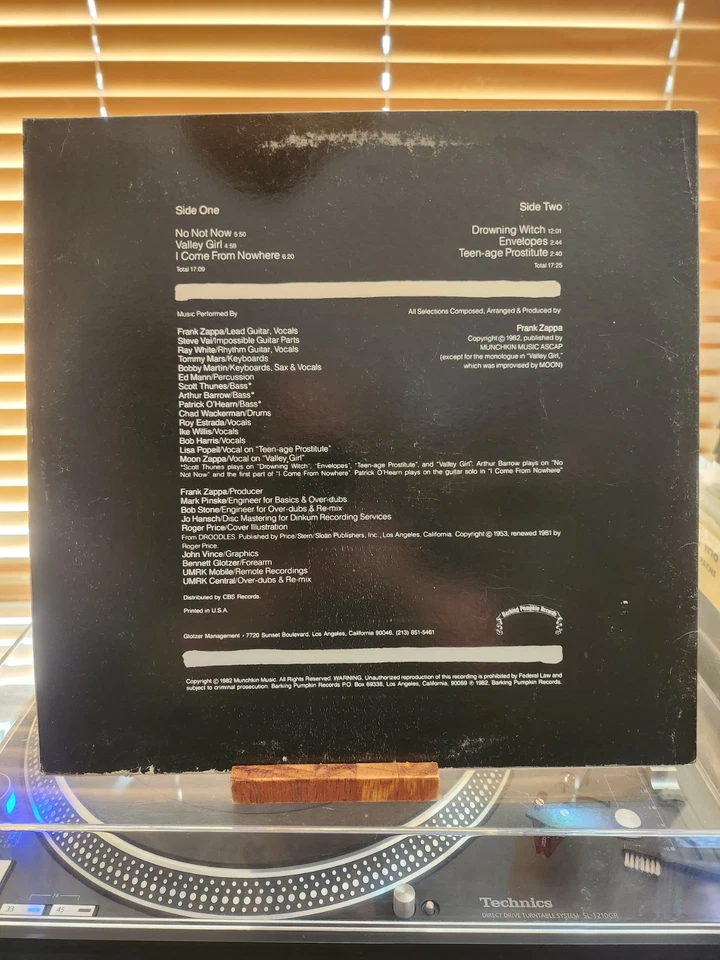 Side One
No Not Now 5:50
Valley Girl 4:59
I Come From Nowhere 6:20
Total 17:09
Side Two
Drowning Witch 12:01
Envelopes 2:44
Teen-age Prostitute 2:40
Total 17:25
Music Performed By
Frank Zappa/Lead Guitar, Vocals
Steve Vai/Impossible Guitar Parts
Ray White/Rhythm Guitar, Vocals
Tommy Mars/Keyboards
Bobby Martin/Keyboards, Sax & Vocals
Ed Mann/Percussion
Scott Thunes/Bass*
Arthur Barrow/Bass*
Patrick O'Hearn/Bass*
Chad Wackerman/Drums
Roy Estrada/Vocals
Ike Willis/Vocals
Bob Harris/Vocals
Lisa Popeil/Vocal on "Teen-age Prostitute"
Moon Zappa/Vocal on "Valley Girl"
All Selections Composed, Arranged & Produced by
Frank Zappa
Copyright © 1982, published by
MUNCHKIN MUSIC ASCAP
(except for the monologue in "Valley Girl,"
which was improvised by MOON)
*Scott Thunes plays on "Drowning Witch", "Envelopes", "Teen-age Prostitute", and "Valley Girl". Arthur Barrow plays on "No
Not Now" and the first part of "I Come From Nowhere". Patrick O'Hearn plays on the guitar solo in "I Come From Nowhere"
Frank Zappa/Producer
Mark Pinske/Engineer for Basics & Over-dubs
Bob Stone/Engineer for Over-dubs & Re-mix
Jo Hansch/Disc Mastering for Dinkum Recording Services
Roger Price/Cover Illustration
From DROODLES. Published by Price/Stern/Sloan Publishers, Inc., Los Angeles, California. Copyright © 1953, renewed 1981 by
Roger Price.
John Vince/Graphics
Bennett Glotzer/Forearm
UMRK Mobile/Remote Recordings
UMRK Central/Over-dubs & Re-mix
Distributed by CBS Records.
Printed in U.S.A.
Barking Pumpkin Records
Glotzer Management • 7720 Sunset Boulevard, Los Angeles, California 90046, (213) 851-5461
Copyright © 1982 Munchkin Music. All Rights Reserved. WARNING. Unauthorized reproduction of this recording is prohibited by Federal Law and
subject to criminal prosecution. Barking Pumpkin Records P.O. Box 69338, Los Angeles, California, 90069 ℗ 1982, Barking Pumpkin Records.
33
45
Technics
DIRECT DRIVE TURNTABLE SYSTEM SL-1210GR